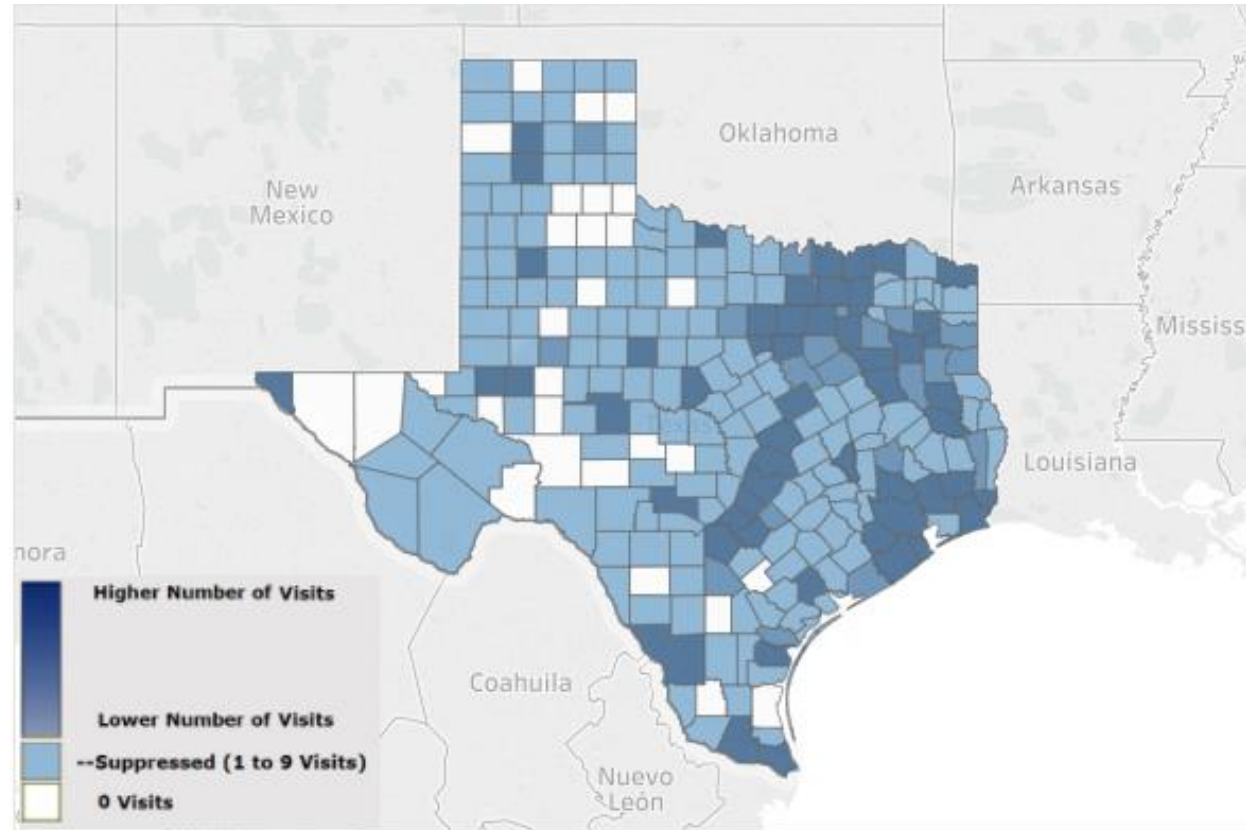 Oklahoma
New
Mexico
Arkansas
Mississ
Louisiana
nora
Coahuila
Nuevo
León
Higher Number of Visits
Lower Number of Visits
--Suppressed (1 to 9 Visits)
0 Visits